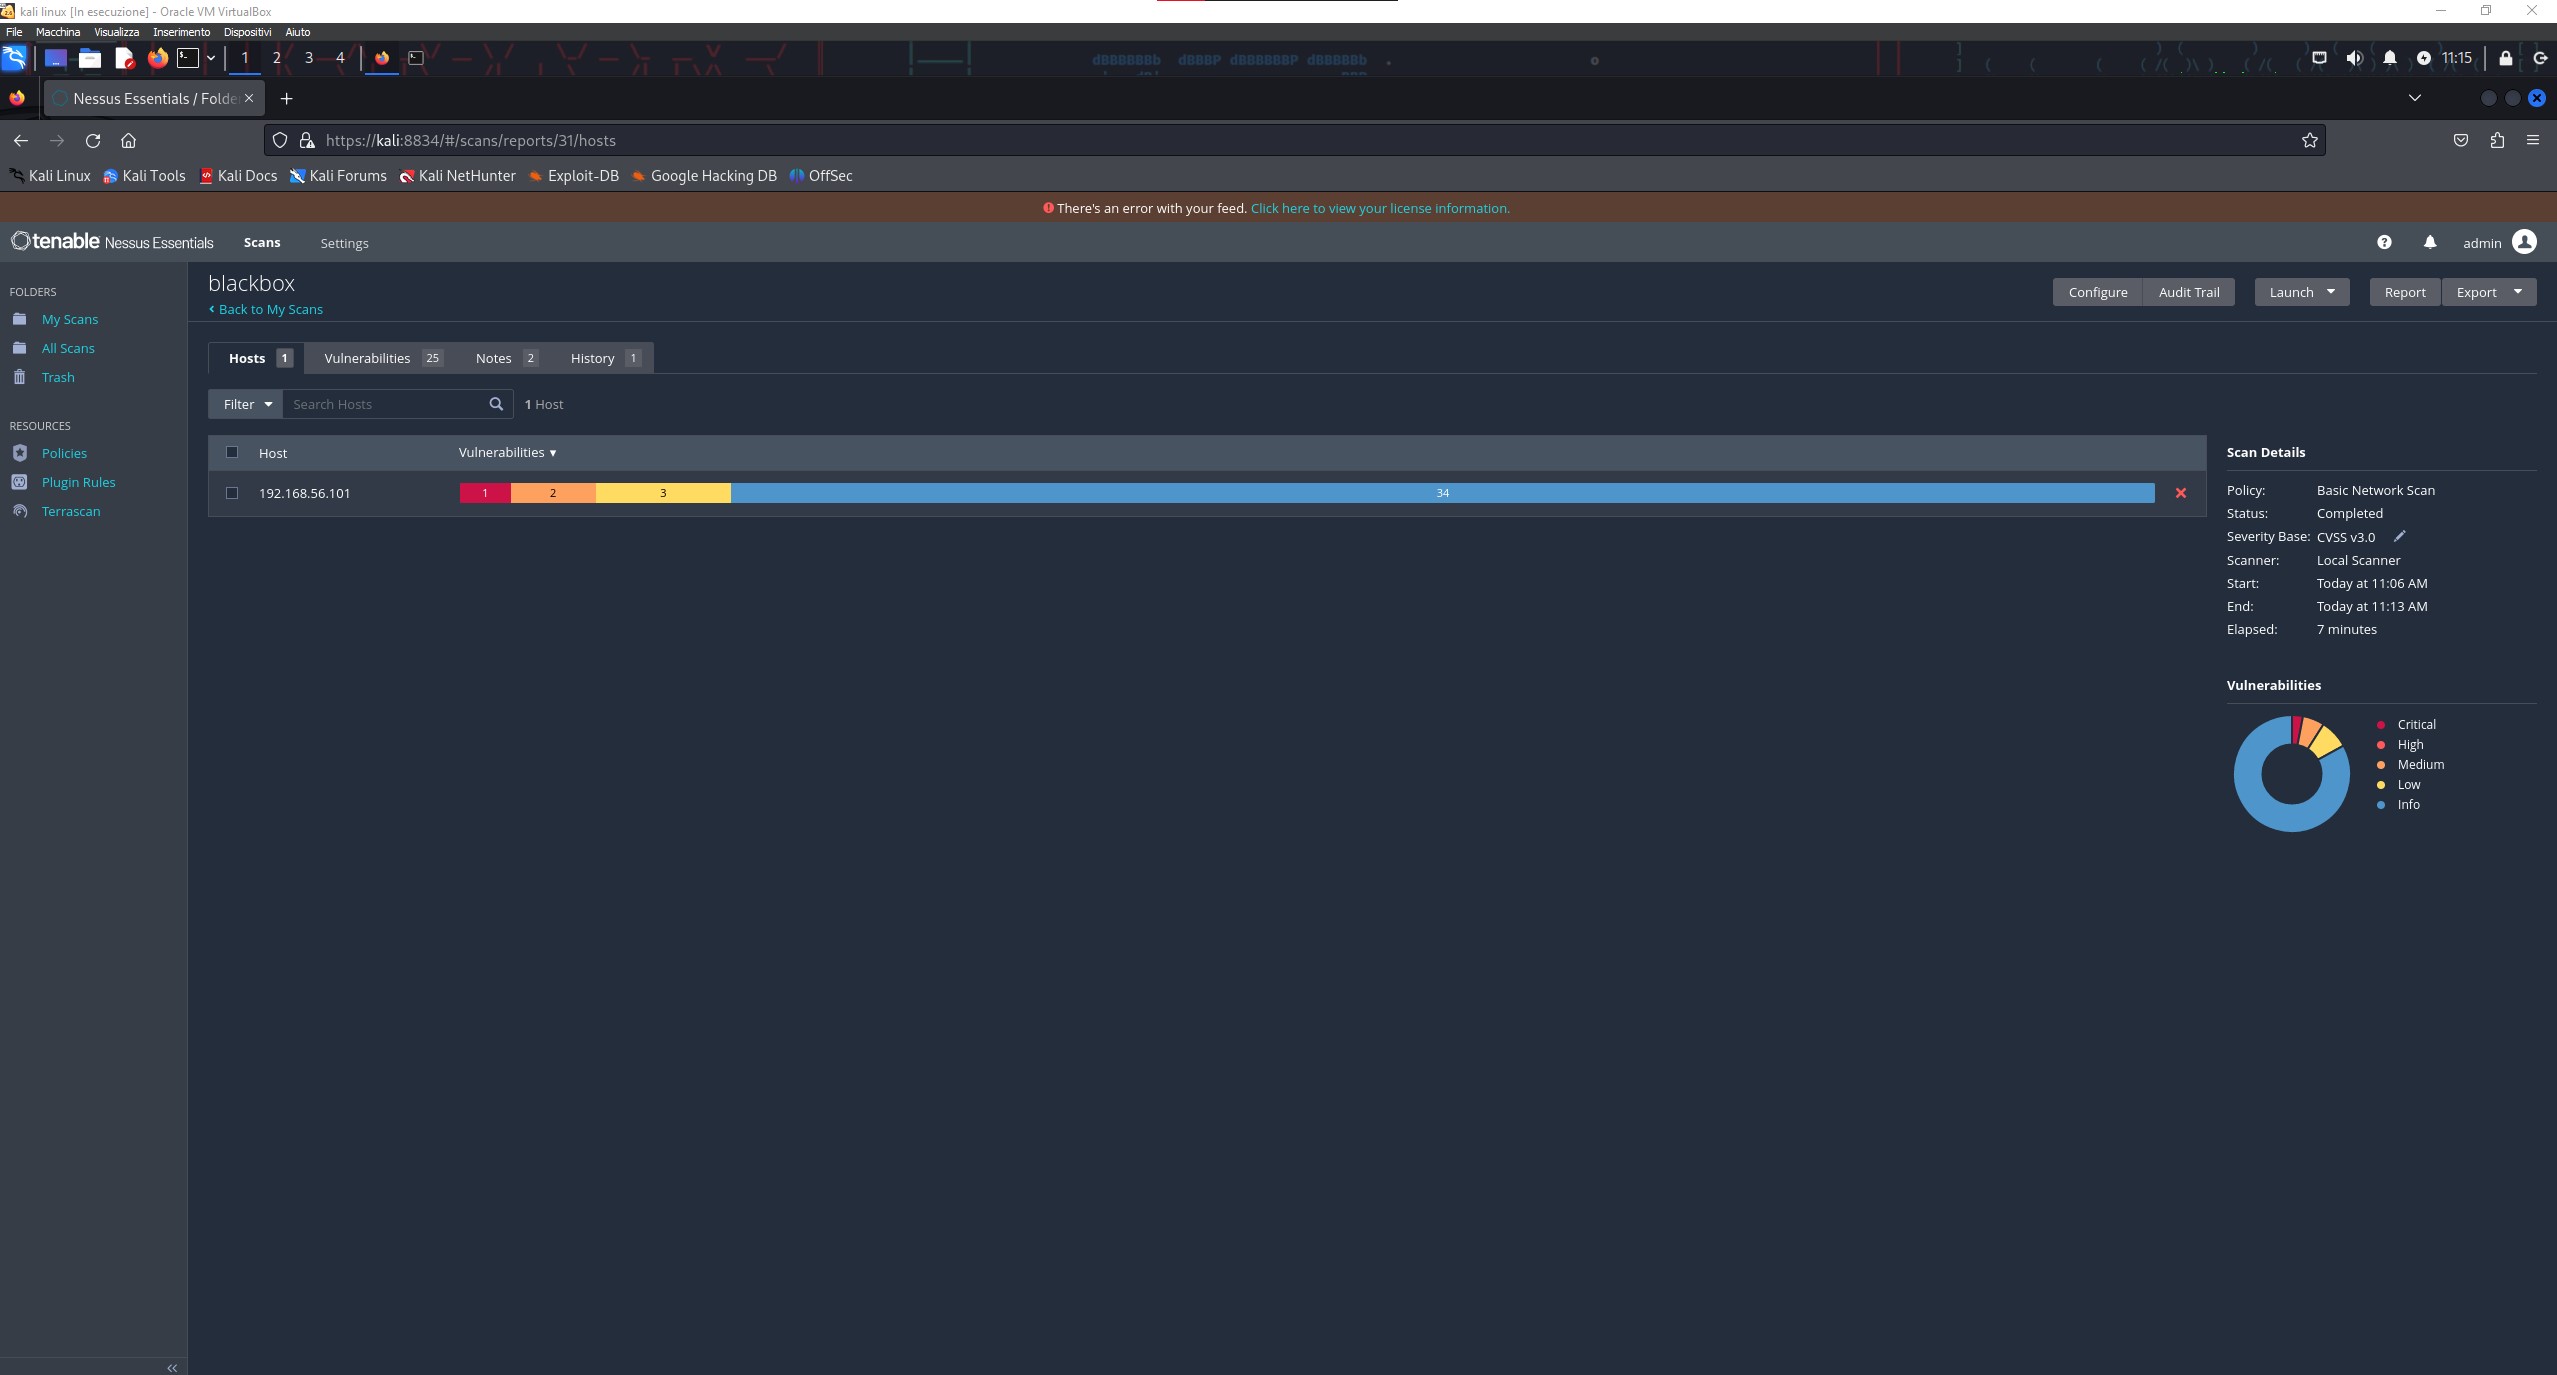 kali linux [In esecuzione] - Oracle VM VirtualBox
File Macchina Visualizza Inserimento Dispositivi Aiuto
1 2 3 4 11:15
Nessus Essentials / Folde
https://kali:8834/#/scans/reports/31/hosts
Kali Linux Kali Tools Kali Docs Kali Forums Kali NetHunter Exploit-DB Google Hacking DB OffSec
There's an error with your feed. Click here to view your license information.
tenable Nessus Essentials Scans Settings admin
FOLDERS
My Scans
All Scans
Trash
RESOURCES
Policies
Plugin Rules
Terrascan
blackbox
Back to My Scans
Configure Audit Trail Launch Report Export
Hosts 1 Vulnerabilities 25 Notes 2 History 1
Filter Search Hosts 1 Host
Host Vulnerabilities
192.168.56.101 1 2 3 34
Scan Details
Policy: Basic Network Scan
Status: Completed
Severity Base: CVSS v3.0
Scanner: Local Scanner
Start: Today at 11:06 AM
End: Today at 11:13 AM
Elapsed: 7 minutes
Vulnerabilities
Critical
High
Medium
Low
Info